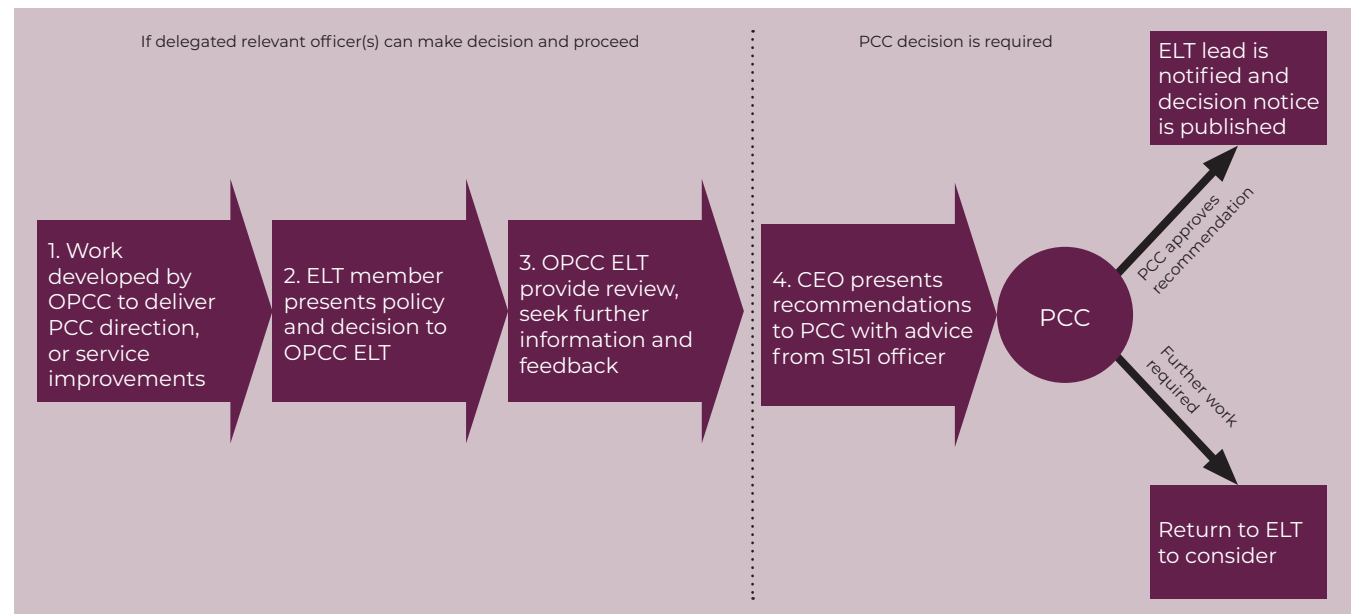 If delegated relevant officer(s) can make decision and proceed
PCC decision is required
1. Work
developed by
OPCC to deliver
PCC direction,
or service
improvements
2. ELT member
presents policy
and decision to
OPCC ELT
3. OPCC ELT
provide review,
seek further
information and
feedback
4. CEO presents
recommendations
to PCC with advice
from S151 officer
PCC
PCC approves
recommendation
ELT lead is
notified and
decision notice
is published
Further work
required
Return to ELT
to consider